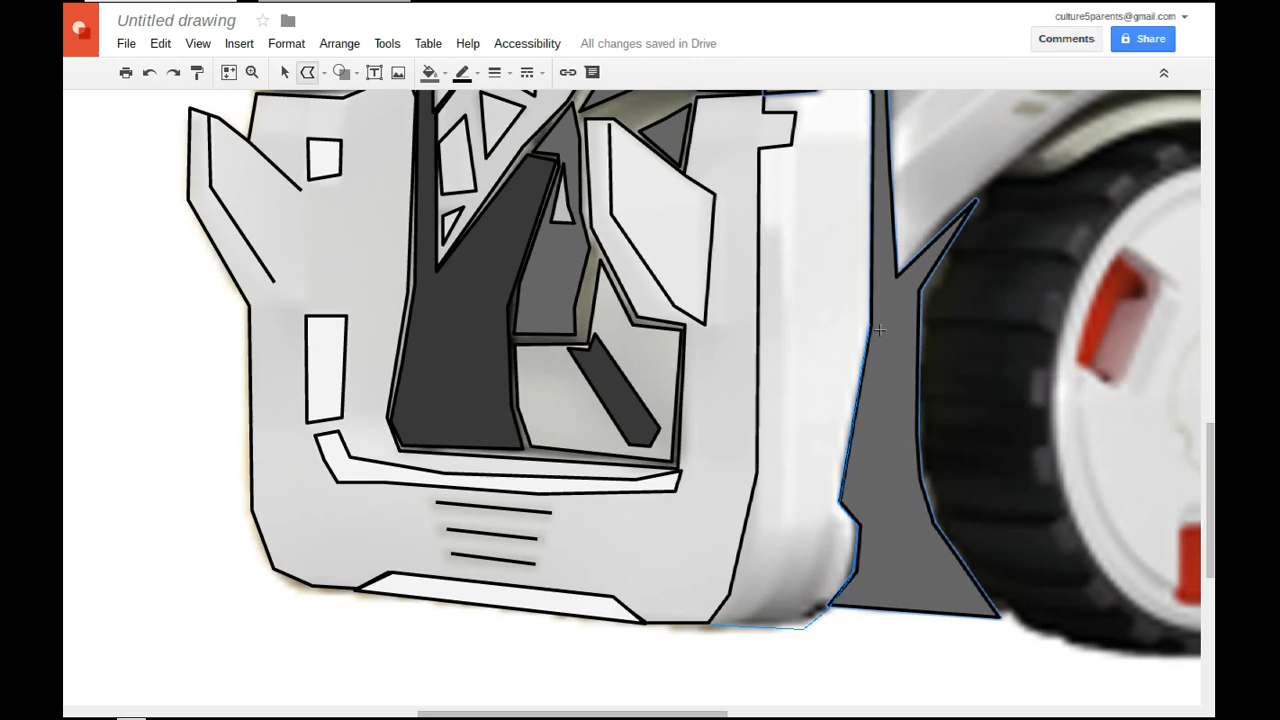 Untitled drawing
culture5parents@gmail.com
File Edit View Insert Format Arrange Tools Table Help Accessibility All changes saved in Drive
Comments Share